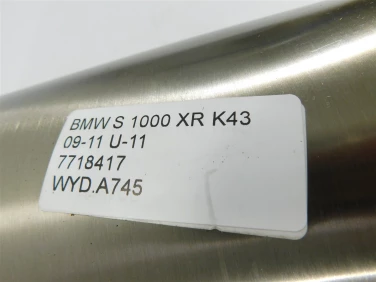 BMW S 1000 XR K43
09-11 U-11
7718417
WYD.A745